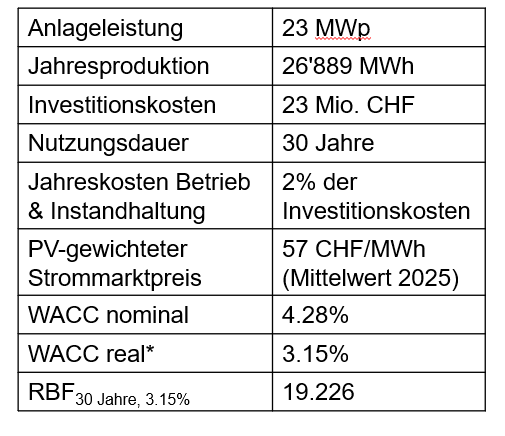 Anlageleistung 23 MWp
Jahresproduktion 26'889 MWh
Investitionskosten 23 Mio. CHF
Nutzungsdauer 30 Jahre
Jahreskosten Betrieb 2% der
& Instandhaltung Investitionskosten
PV-gewichteter 57 CHF/MWh
Strommarktpreis (Mittelwert 2025)
WACC nominal 4.28%
WACC real* 3.15%
RBF30 Jahre, 3.15% 19.226